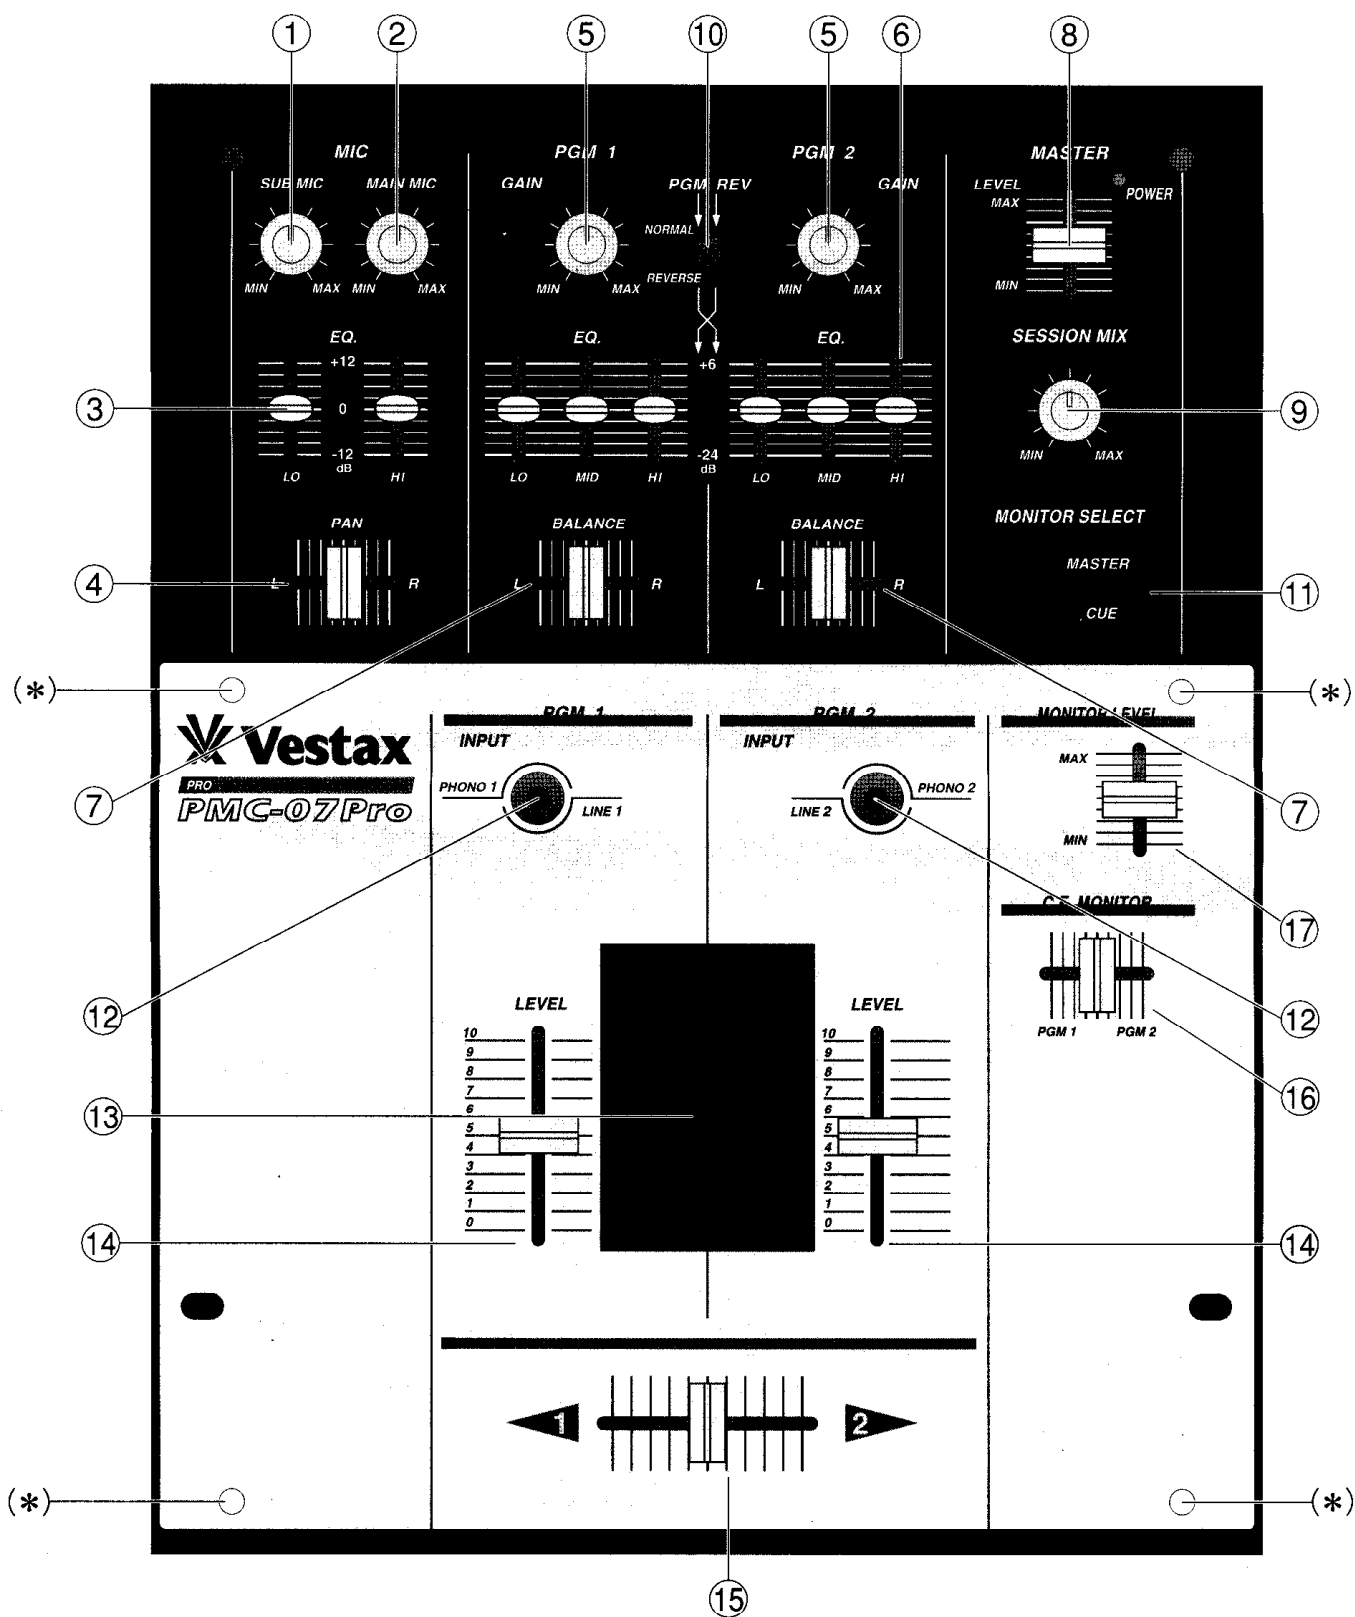 ① ② ⑤ ⑩ ⑤ ⑥ ⑧
MIC PGM 1 PGM 2 MASTER
SUB MIC MAIN MIC GAIN PGM REV GAIN LEVEL POWER
MAX
NORMAL
REVERSE
MIN MAX MIN MAX MIN MAX MIN MAX MIN
EQ. EQ. EQ. SESSION MIX
+12 +6
③ 0 ⑨
-12 -24
dB dB
MIN MAX
LO HI LO MID HI LO MID HI
PAN BALANCE BALANCE MONITOR SELECT
MASTER
④ L R L R L R ⑪
CUE
(*) (*)
PGM 1 PGM 2 MONITOR LEVEL
Vestax INPUT INPUT
MAX
PRO
PMC-07Pro
⑦ PHONO 1 LINE 1 LINE 2 PHONO 2 ⑦
MIN
C.F. MONITOR
⑰
⑫ LEVEL LEVEL ⑫
PGM 1 PGM 2
10 10
9 9
8 8
7 7
⑯
6 6
⑬
5 5
4 4
3 3
2 2
1 1
0 0
⑭ ⑭
1 2
(*) (*)
⑮